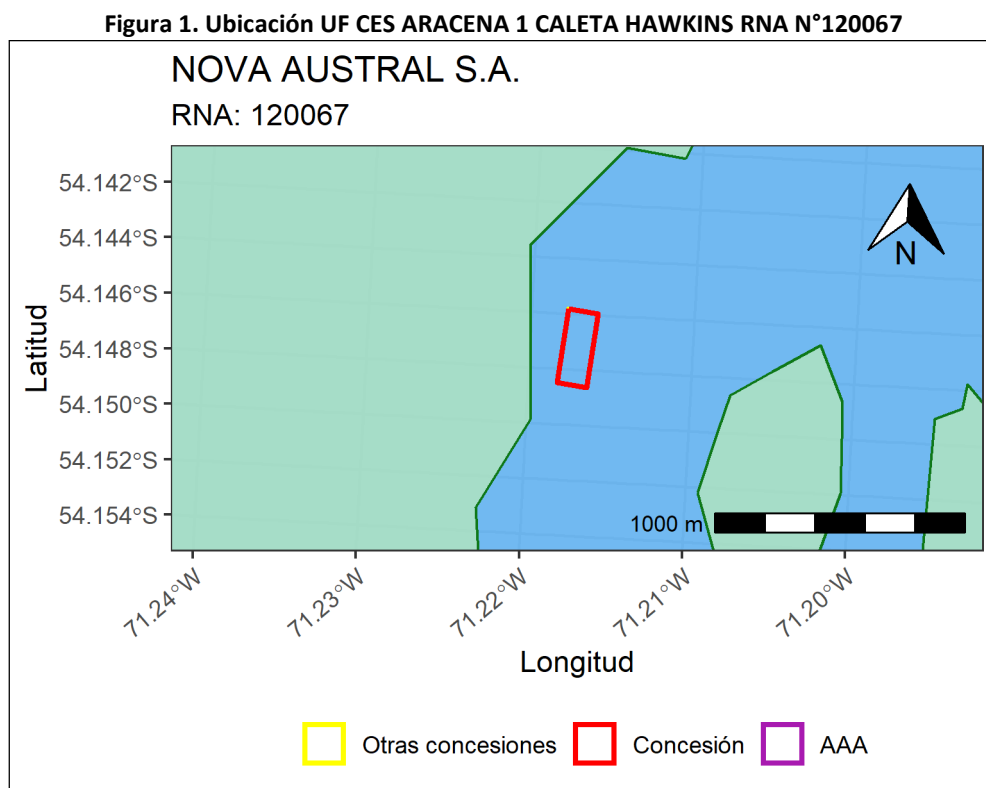 Figura 1. Ubicación UF CES ARACENA 1 CALETA HAWKINS RNA N°120067
NOVA AUSTRAL S.A.
RNA: 120067
54.142°S
54.144°S
54.146°S
54.148°S
54.150°S
54.152°S
54.154°S
Latitud
N
1000 m
71.24°W
71.23°W
71.22°W
71.21°W
71.20°W
Longitud
Otras concesiones
Concesión
AAA